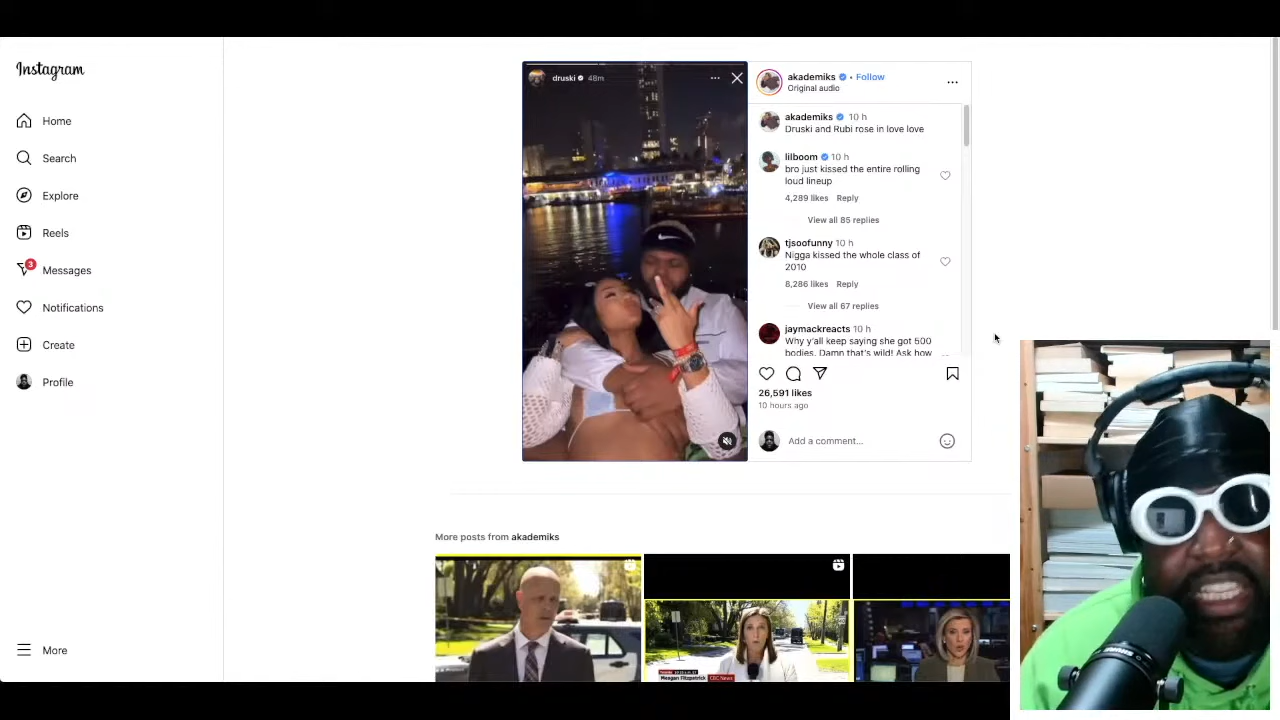 Instagram
Home
Search
Explore
Reels
3
Messages
Notifications
Create
Profile
More
druski 48m
akademiks • Follow
Original audio
akademiks 10 h
Druski and Rubi rose in love love
lilboom 10 h
bro just kissed the entire rolling
loud lineup
4,289 likes Reply
View all 85 replies
tjsoofunny 10 h
Nigga kissed the whole class of
2010
8,286 likes Reply
View all 67 replies
jaymackreacts 10 h
Why y'all keep saying she got 500
bodies. Damn that's wild! Ask how
26,591 likes
10 hours ago
Add a comment...
More posts from akademiks
Meagan Fitzpatrick CBC News